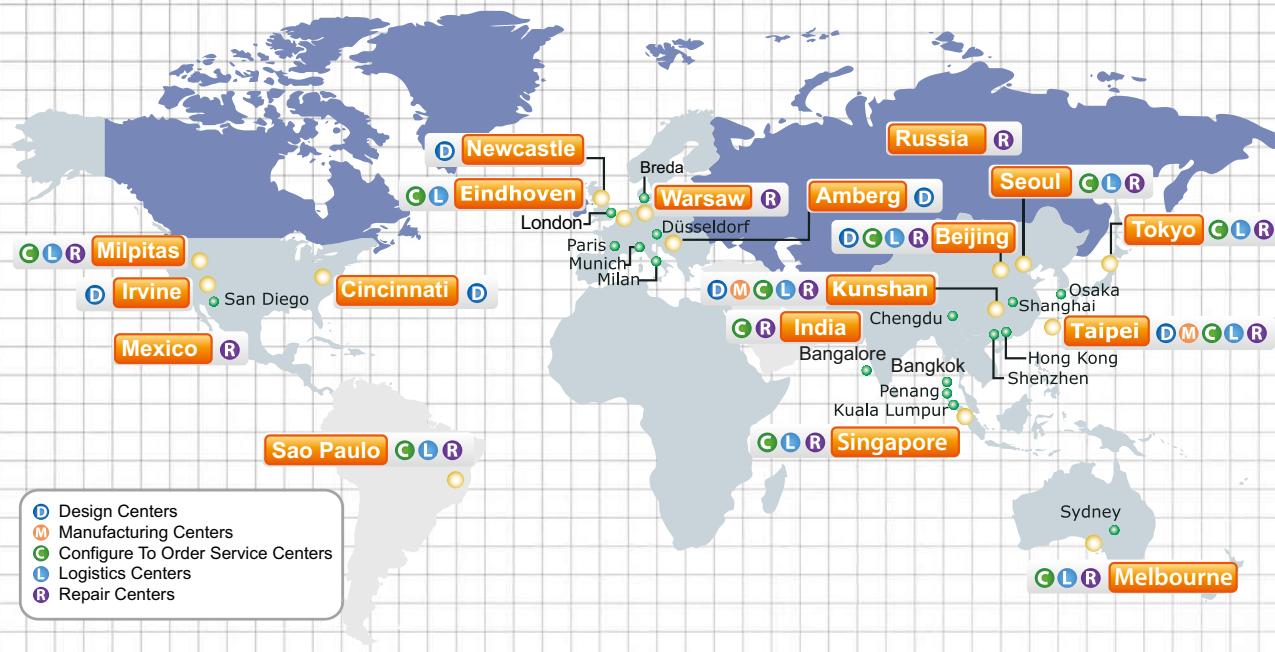 D Newcastle
Russia R
Breda
C L Eindhoven
Warsaw R
Amberg D
Seoul C L R
London
Düsseldorf
D C L R Beijing
Tokyo C L R
C L R Milpitas
Paris
Munich
Milan
D Irvine
San Diego
Cincinnati D
D M C L R Kunshan
Osaka
Shanghai
Chengdu
C R India
Taipei D M C L R
Mexico R
Bangalore
Bangkok
Hong Kong
Shenzhen
Penang
Kuala Lumpur
Sao Paulo C L R
C L R Singapore
Sydney
C L R Melbourne
D Design Centers
M Manufacturing Centers
C Configure To Order Service Centers
L Logistics Centers
R Repair Centers